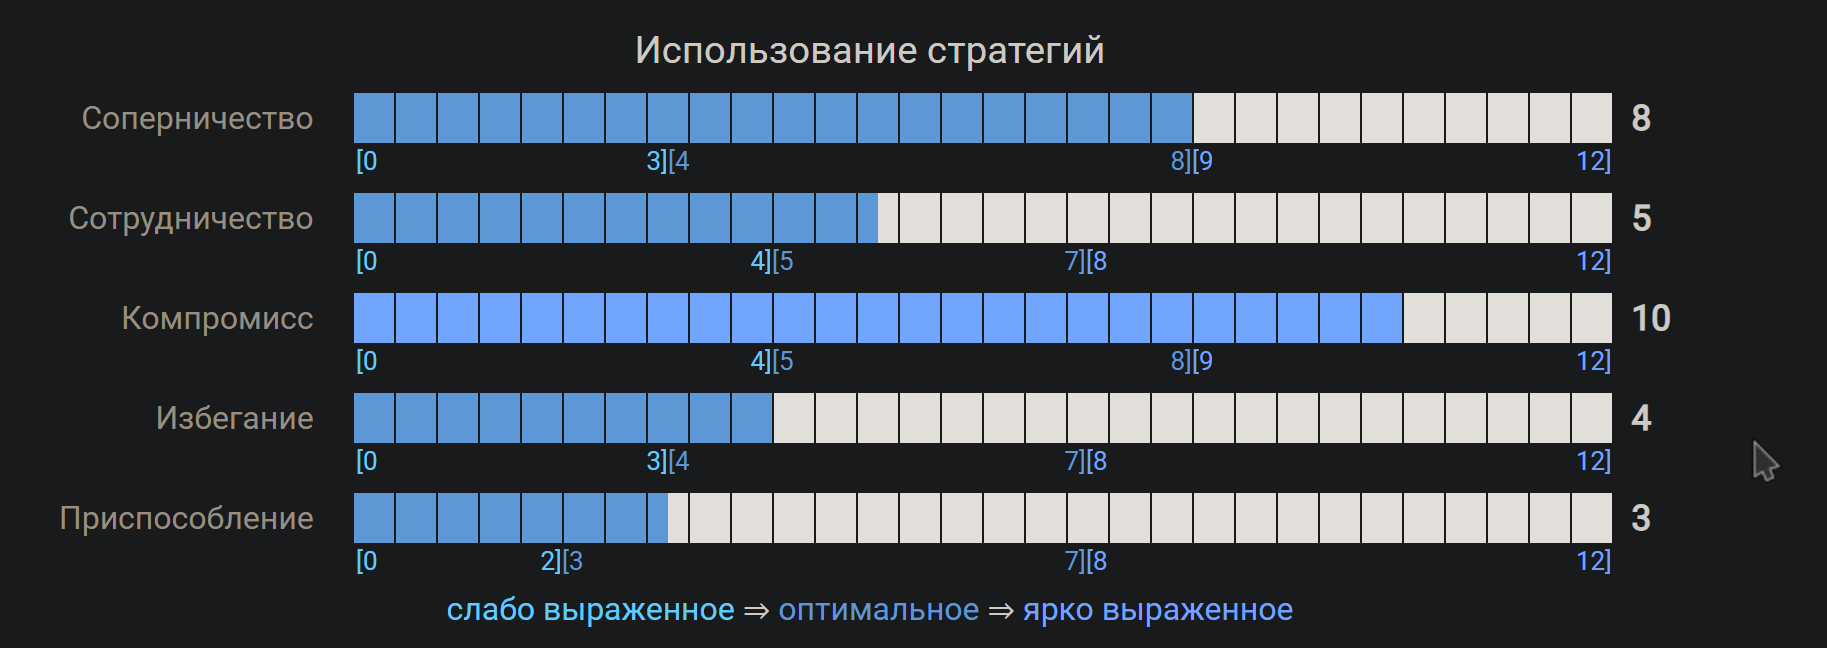 Использование стратегий
Соперничество 8
[0 3][4 8][9 12]
Сотрудничество 5
[0 4][5 7][8 12]
Компромисс 10
[0 4][5 8][9 12]
Избегание 4
[0 3][4 7][8 12]
Приспособление 3
[0 2][3 7][8 12]
слабо выраженное ⇒ оптимальное ⇒ ярко выраженное